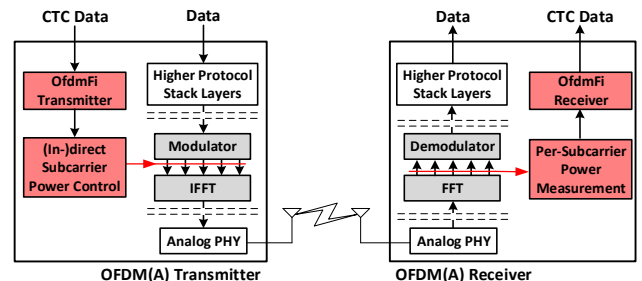 CTC Data
Data
OfdmFi
Transmitter
Higher Protocol
Stack Layers
(In-)direct
Subcarrier
Power Control
Modulator
IFFT
Analog PHY
OFDM(A) Transmitter
Data
CTC Data
Higher Protocol
Stack Layers
OfdmFi
Receiver
Demodulator
FFT
Per-Subcarrier
Power
Measurement
Analog PHY
OFDM(A) Receiver